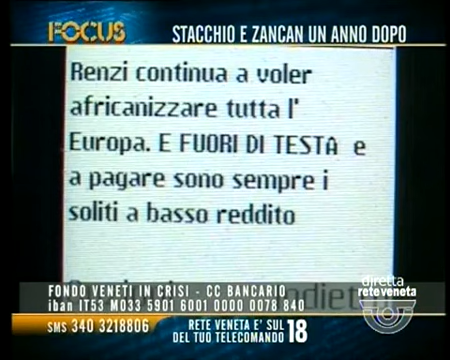 FOCUS
STACCHIO E ZANCAN UN ANNO DOPO
Renzi continua a voler
africanizzare tutta l'
Europa. E FUORI DI TESTA e
a pagare sono sempre i
soliti a basso reddito
diretta
reteveneta
FONDO VENETI IN CRISI - CC BANCARIO
iban IT53 M033 5901 6001 0000 0078 840
SMS 340 3218806
RETE VENETA E' SUL
DEL TUO TELECOMANDO 18